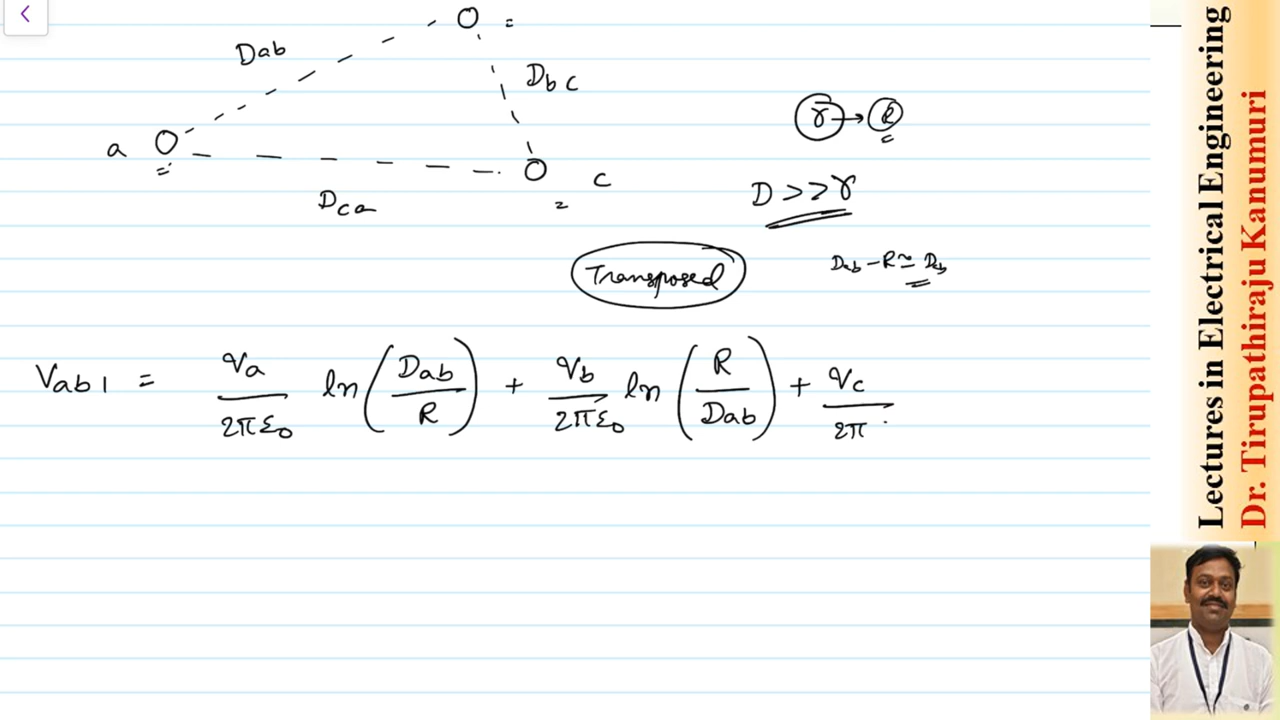 Dab
=
Dbc
a
=
Dca
c
=
r → R
=
D >> r
Transposed
Dab - R ≃ Dab
Vab1 = qa/2πε0 ln(Dab/R) + qb/2πε0 ln(R/Dab) + qc/2π
Lectures in Electrical Engineering
Dr. Tirupathiraju Kanumuri